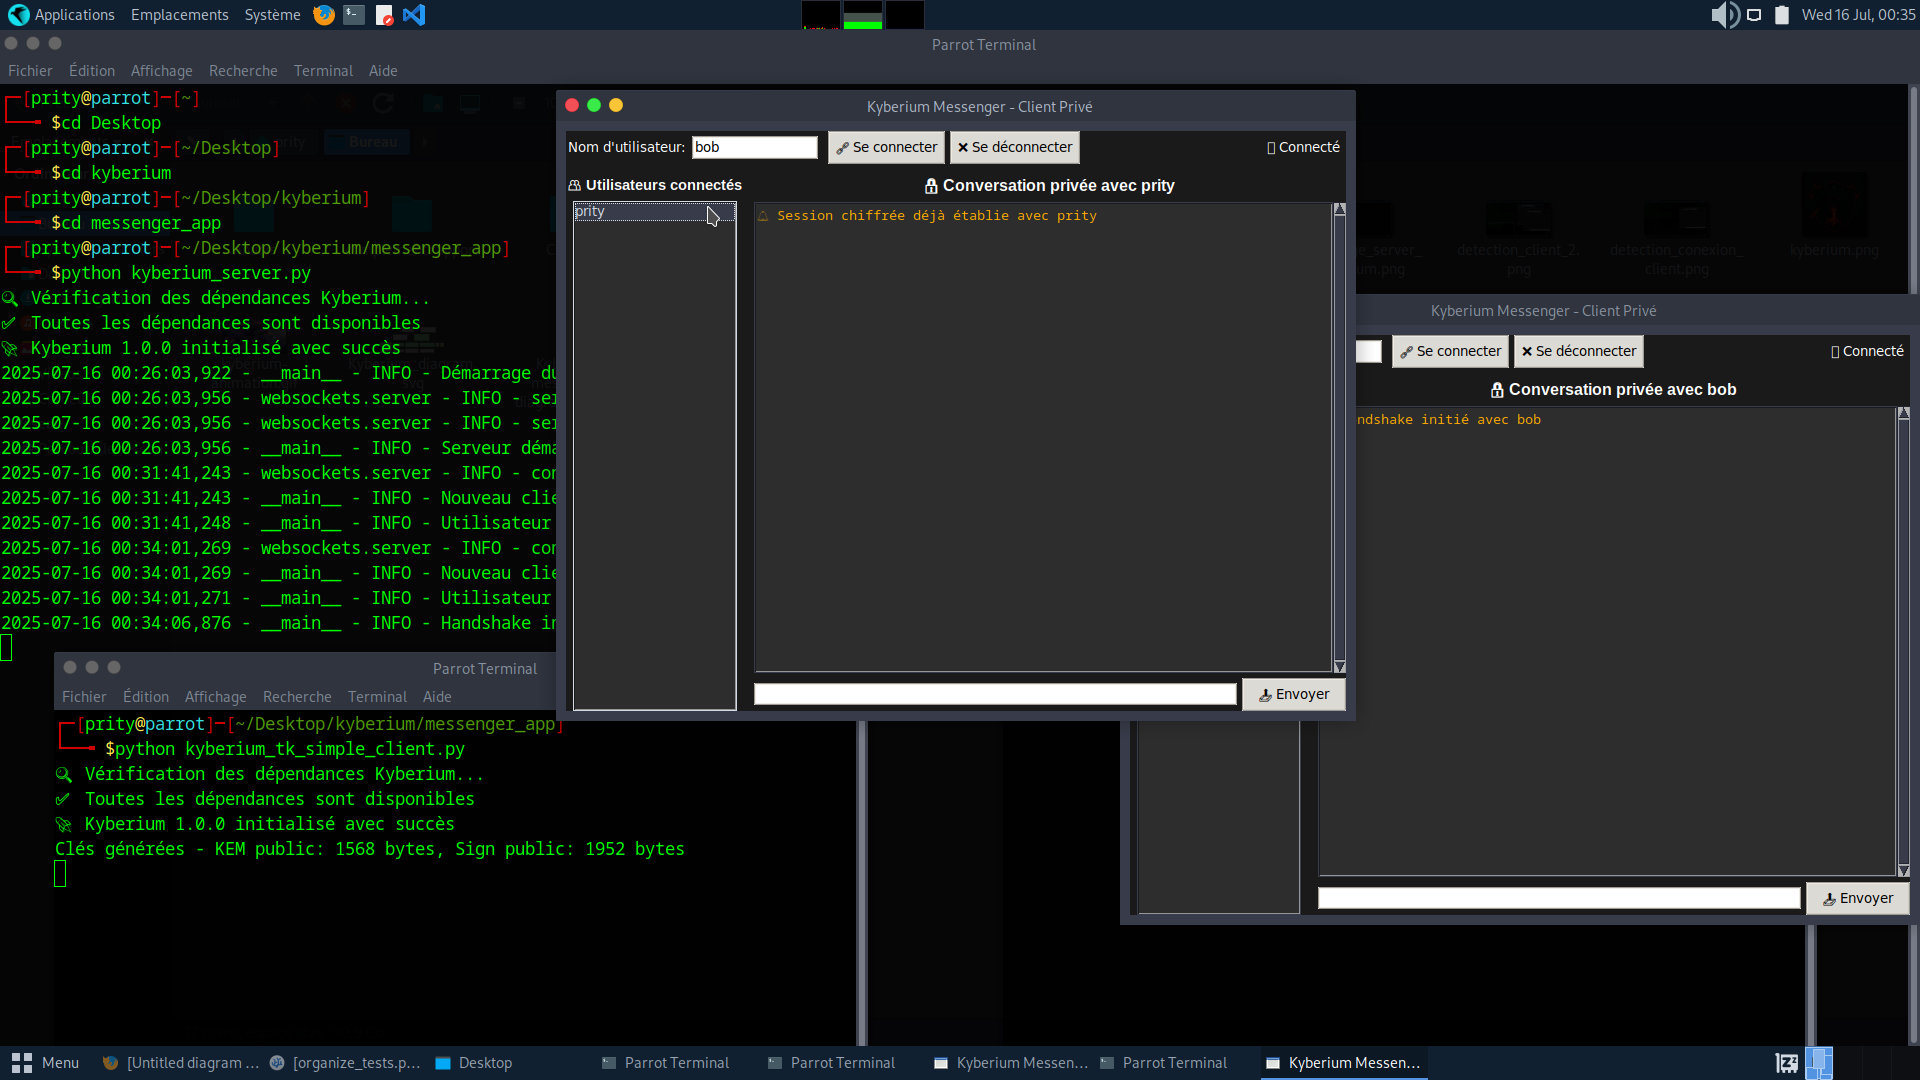 Applications Emplacements Système
Wed 16 Jul, 00:35
Parrot Terminal
Fichier Édition Affichage Recherche Terminal Aide
[prity@parrot]─[~]
$cd Desktop
[prity@parrot]─[~/Desktop]
$cd kyberium
[prity@parrot]─[~/Desktop/kyberium]
$cd messenger_app
[prity@parrot]─[~/Desktop/kyberium/messenger_app]
$python kyberium_server.py
Vérification des dépendances Kyberium...
Toutes les dépendances sont disponibles
Kyberium 1.0.0 initialisé avec succès
2025-07-16 00:26:03,922 - __main__ - INFO - Démarrage du
2025-07-16 00:26:03,956 - websockets.server - INFO - ser
2025-07-16 00:26:03,956 - websockets.server - INFO - ser
2025-07-16 00:26:03,956 - __main__ - INFO - Serveur déma
2025-07-16 00:31:41,243 - websockets.server - INFO - con
2025-07-16 00:31:41,243 - __main__ - INFO - Nouveau clie
2025-07-16 00:31:41,248 - __main__ - INFO - Utilisateur
2025-07-16 00:34:01,269 - websockets.server - INFO - con
2025-07-16 00:34:01,269 - __main__ - INFO - Nouveau clie
2025-07-16 00:34:01,271 - __main__ - INFO - Utilisateur
2025-07-16 00:34:06,876 - __main__ - INFO - Handshake in
Bureau
Kyberium Messenger - Client Privé
Nom d'utilisateur: bob Se connecter Se déconnecter Connecté
Utilisateurs connectés
Conversation privée avec prity
prity
Session chiffrée déjà établie avec prity
Envoyer
detection_client_2.
png
detection_conexion_
client.png
kyberium.png
Kyberium Messenger - Client Privé
Se connecter Se déconnecter Connecté
Conversation privée avec bob
ndshake initié avec bob
Envoyer
Parrot Terminal
Fichier Édition Affichage Recherche Terminal Aide
[prity@parrot]─[~/Desktop/kyberium/messenger_app]
$python kyberium_tk_simple_client.py
Vérification des dépendances Kyberium...
Toutes les dépendances sont disponibles
Kyberium 1.0.0 initialisé avec succès
Clés générées - KEM public: 1568 bytes, Sign public: 1952 bytes
Menu [Untitled diagram ... [organize_tests.p... Desktop Parrot Terminal Parrot Terminal Kyberium Messen... Parrot Terminal Kyberium Messen...